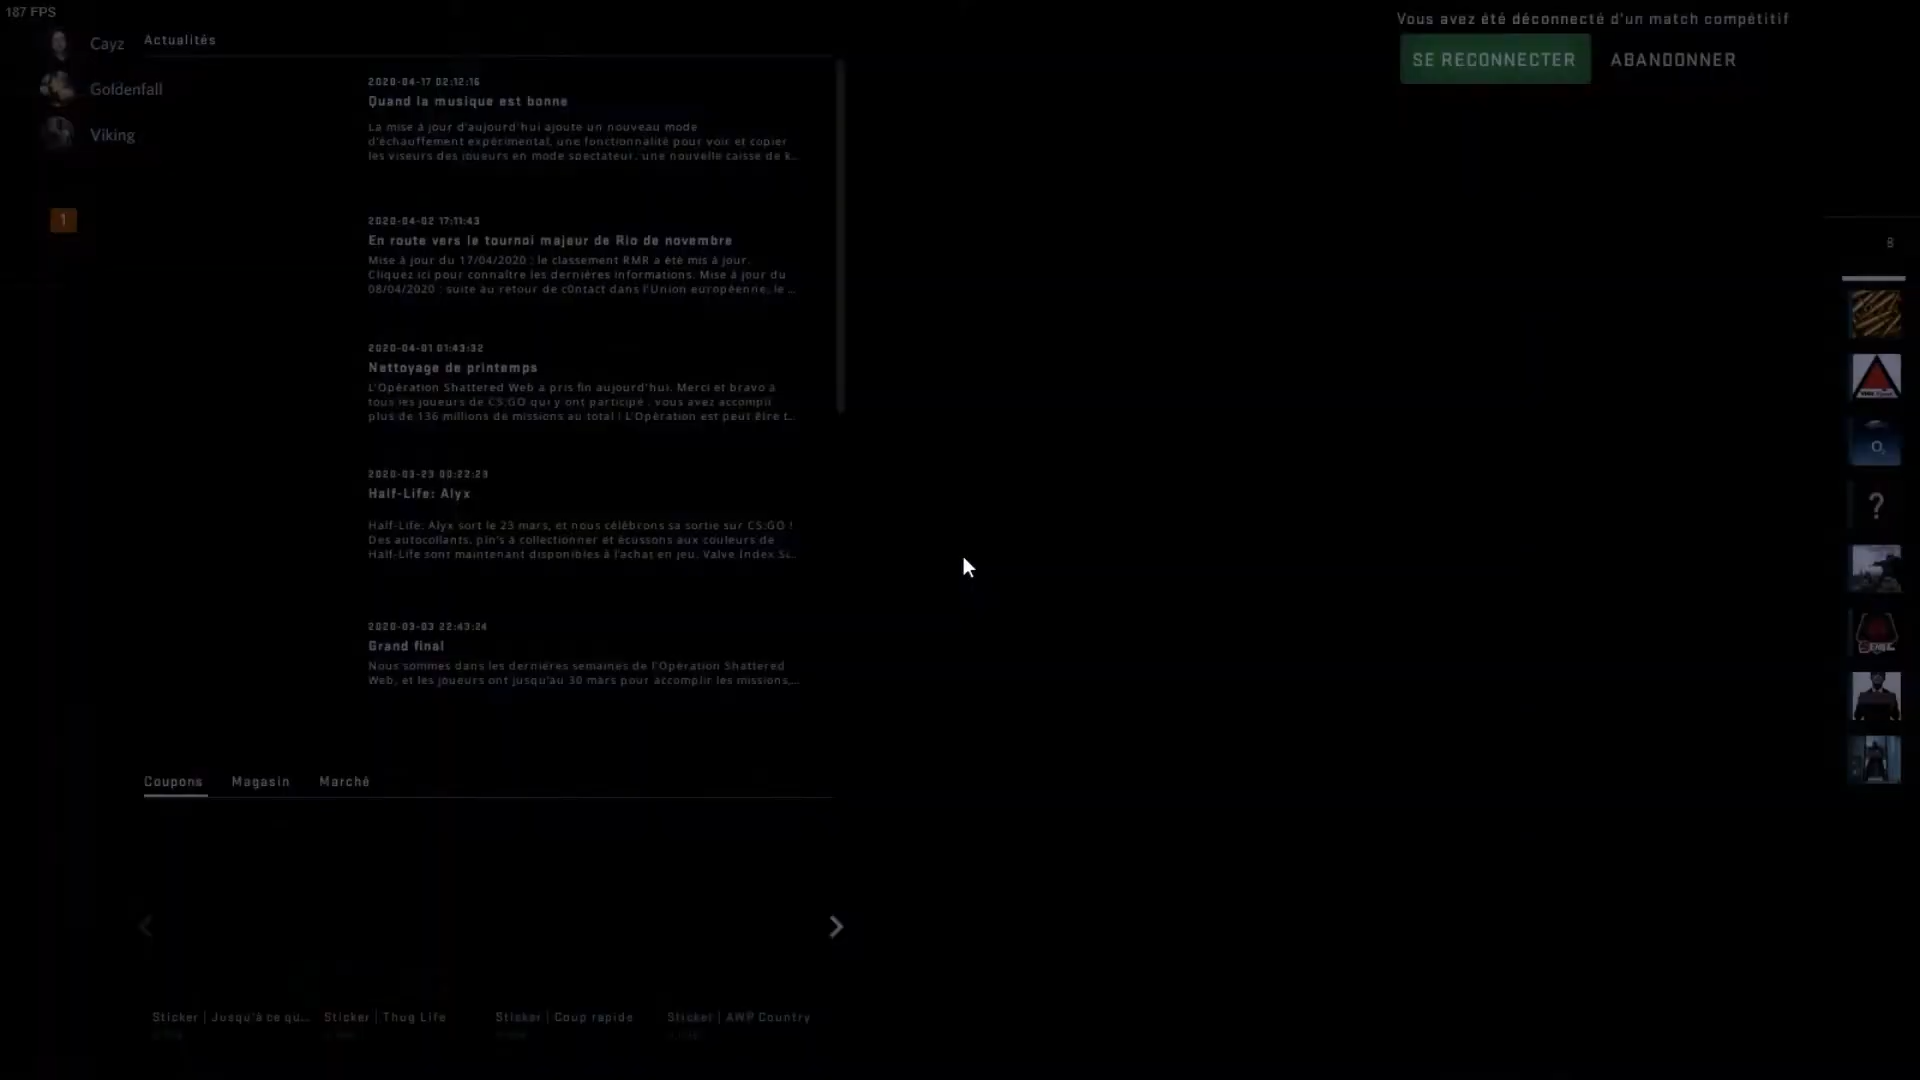 187 FPS
Cayz
Goldenfall
Viking
1
Actualités
2020-04-17 02:12:16
Quand la musique est bonne
La mise à jour d'aujourd'hui ajoute un nouveau mode
d'échauffement expérimental, une fonctionnalité pour voir et copier
les viseurs des joueurs en mode spectateur, une nouvelle caisse de k...
2020-04-02 17:11:43
En route vers le tournoi majeur de Rio de novembre
Mise à jour du 17/04/2020 : le classement RMR a été mis à jour.
Cliquez ici pour connaître les dernières informations. Mise à jour du
08/04/2020 : suite au retour de c0ntact dans l'Union européenne, le ...
2020-04-01 01:43:32
Nettoyage de printemps
L'Opération Shattered Web a pris fin aujourd'hui. Merci et bravo à
tous les joueurs de CS:GO qui y ont participé : vous avez accompli
plus de 136 millions de missions au total ! L'Opération est peut être t...
2020-03-23 00:22:23
Half-Life: Alyx
Half-Life: Alyx sort le 23 mars, et nous célébrons sa sortie sur CS:GO !
Des autocollants, pin's à collectionner et écussons aux couleurs de
Half-Life sont maintenant disponibles à l'achat en jeu. Valve Index Si...
2020-03-03 22:43:24
Grand final
Nous sommes dans les dernières semaines de l'Opération Shattered
Web, et les joueurs ont jusqu'au 30 mars pour accomplir les missions,...
Coupons Magasin Marché
Sticker | Jusqu'à ce qu... Sticker | Thug Life Sticker | Coup rapide Sticker | AWP Country
Vous avez été déconnecté d'un match compétitif
SE RECONNECTER ABANDONNER
8
O₂
?